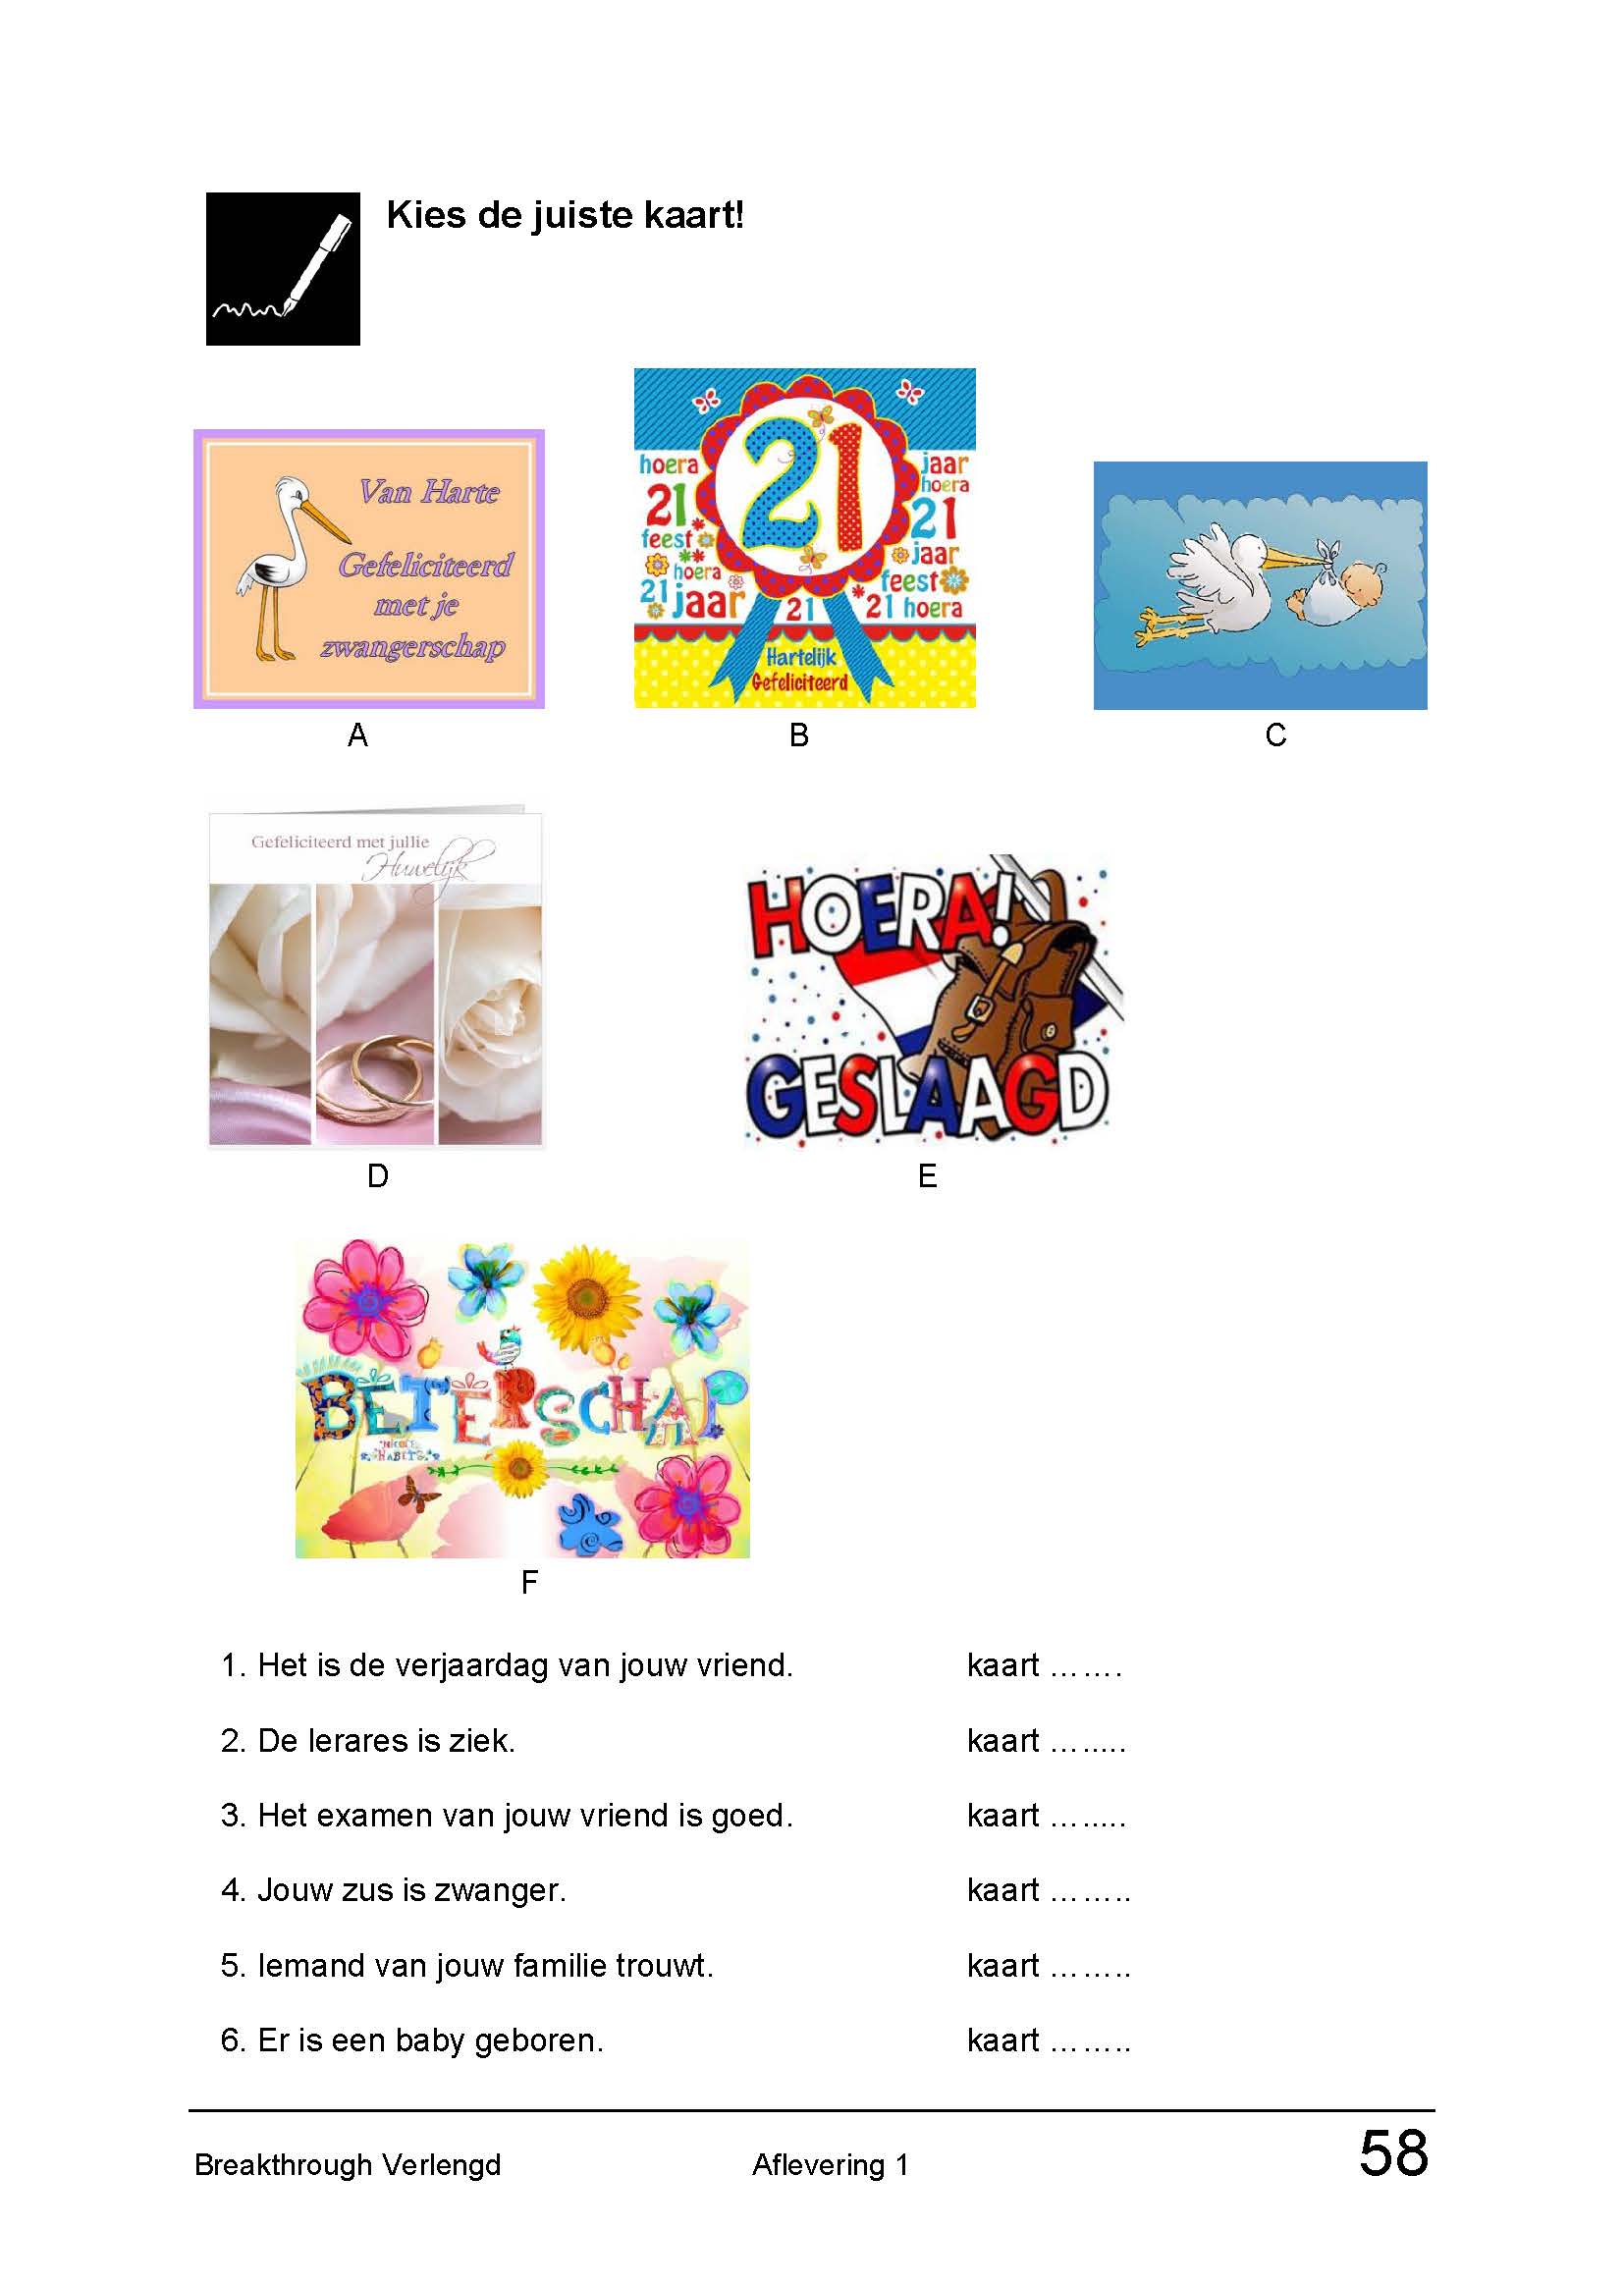 Kies de juiste kaart!
Van Harte
Gefeliciteerd
met je
zwangerschap
A
21
hoera
21
feest
hoera
21 jaar
21
jaar
hoera
21
jaar
feest
21 hoera
Hartelijk
Gefeliciteerd
B
C
Gefeliciteerd met jullie
Huwelijk
D
HOERA!
GESLAAGD
E
BETERSCHAP
F
1. Het is de verjaardag van jouw vriend. kaart …….
2. De lerares is ziek. kaart ….....
3. Het examen van jouw vriend is goed. kaart ….....
4. Jouw zus is zwanger. kaart ……..
5. Iemand van jouw familie trouwt. kaart ……..
6. Er is een baby geboren. kaart ……..
Breakthrough Verlengd Aflevering 1 58